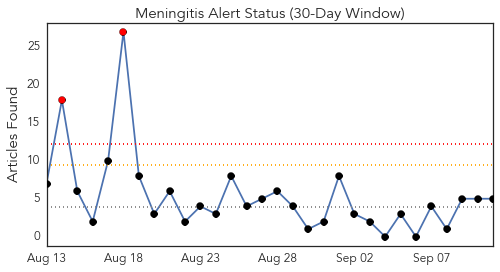 Meningitis Alert Status (30-Day Window)
Articles Found
25
20
15
10
5
0
Aug 13 Aug 18 Aug 23 Aug 28 Sep 02 Sep 07